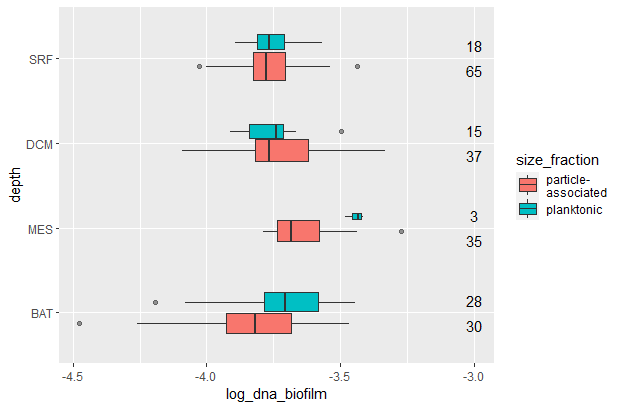 SRF
DCM
MES
BAT
depth
18
65
15
37
3
35
28
30
-4.5
-4.0
-3.5
-3.0
log_dna_biofilm
size_fraction
particle-
associated
planktonic